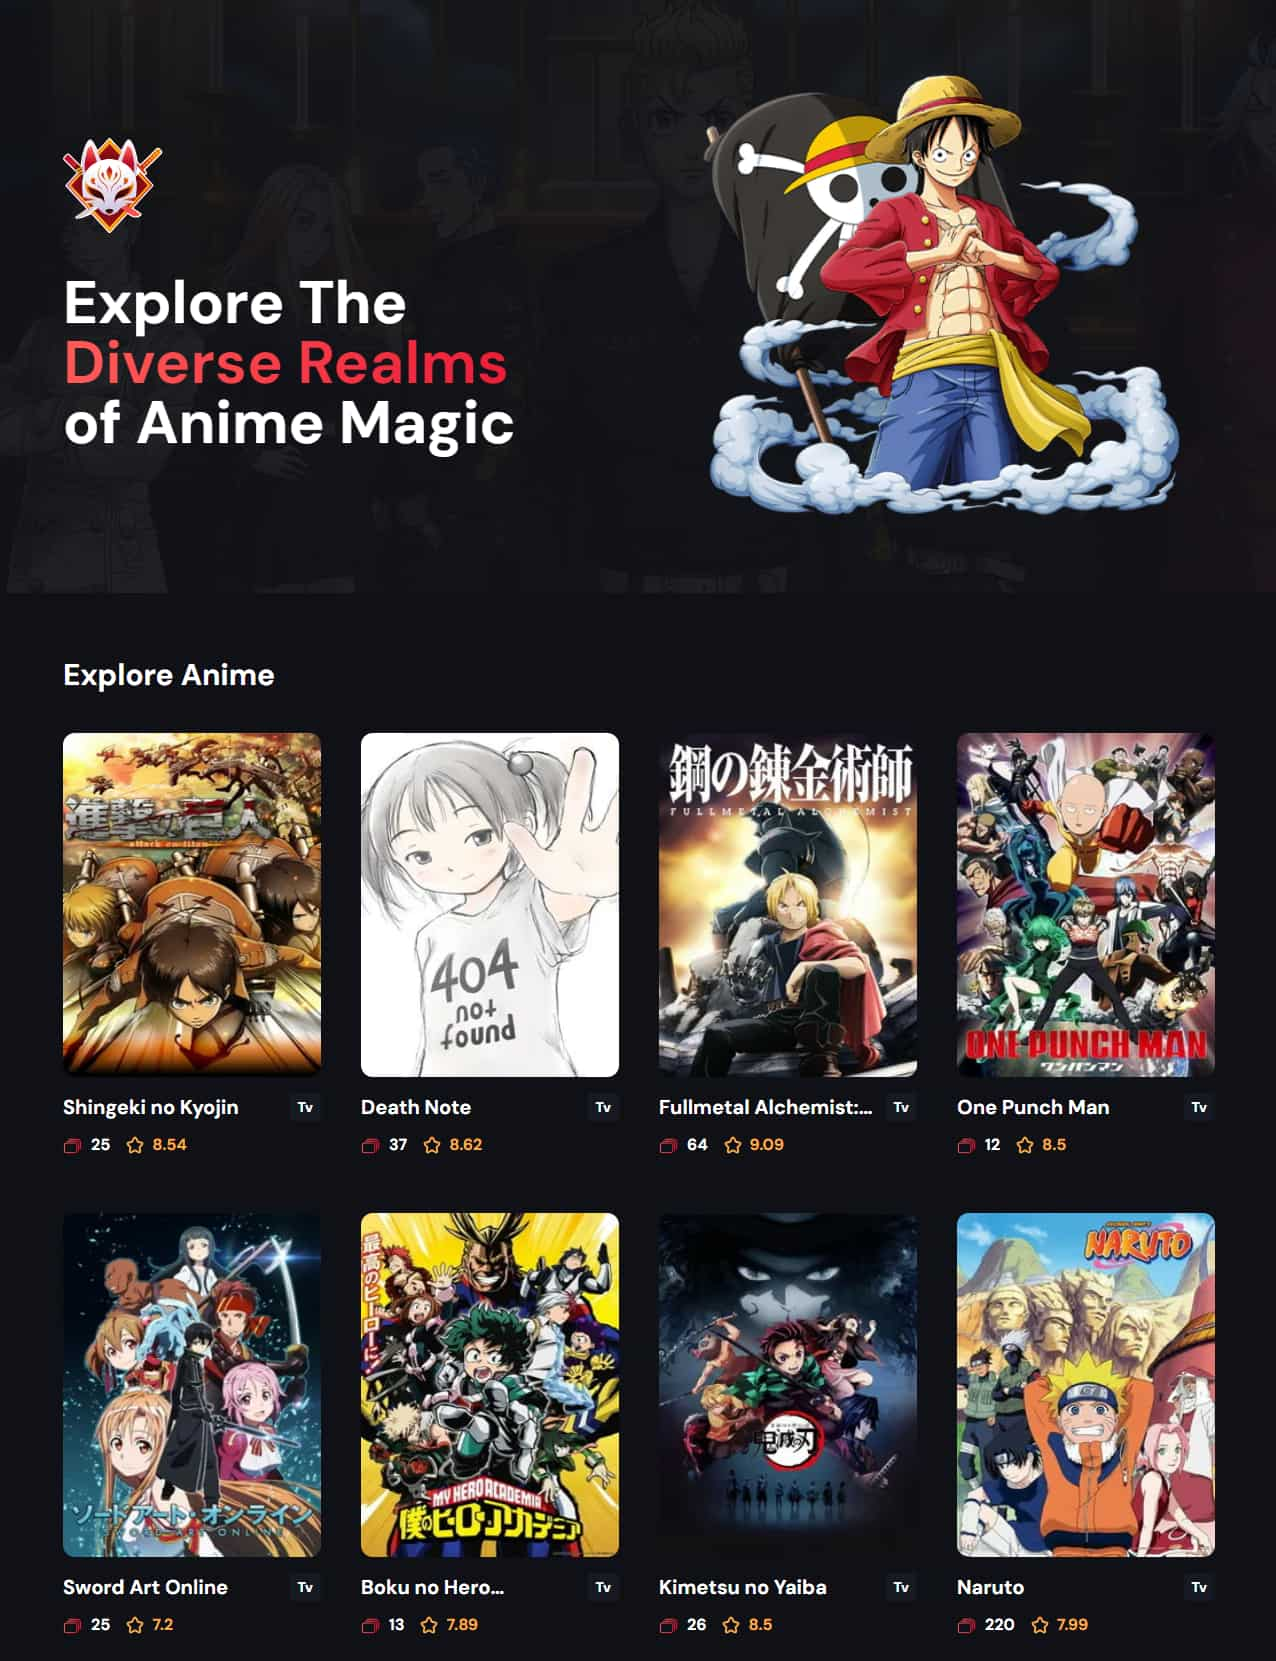 Explore The
Diverse Realms
of Anime Magic
Explore Anime
進撃の巨人
attack on titan
404
not
found
鋼の錬金術師
FULLMETAL ALCHEMIST
ONE PUNCH MAN
ワンパンマン
Shingeki no Kyojin Tv
25 8.54
Death Note Tv
37 8.62
Fullmetal Alchemist:... Tv
64 9.09
One Punch Man Tv
12 8.5
ソードアート・オンライン
SWORD ART ONLINE
最高のヒーローに!
MY HERO ACADEMIA
僕のヒーローアカデミア
鬼滅の刃
NARUTO
Sword Art Online Tv
25 7.2
Boku no Hero... Tv
13 7.89
Kimetsu no Yaiba Tv
26 8.5
Naruto Tv
220 7.99